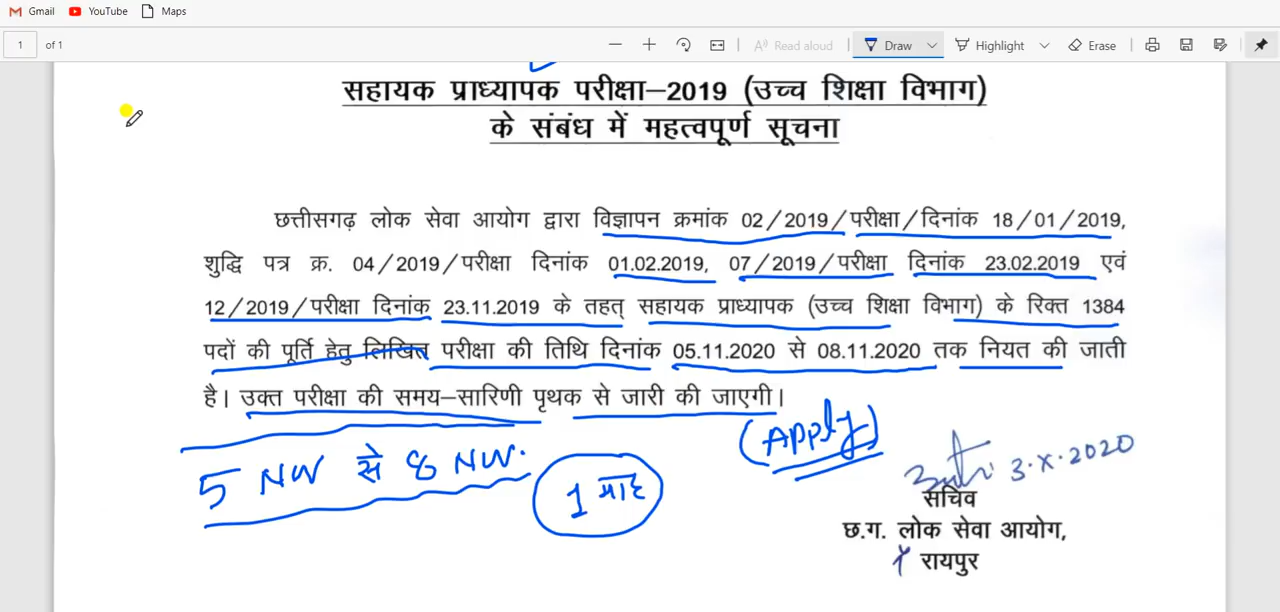 Gmail YouTube Maps
1 of 1 Read aloud Draw Highlight Erase
सहायक प्राध्यापक परीक्षा–2019 (उच्च शिक्षा विभाग)
के संबंध में महत्वपूर्ण सूचना
छत्तीसगढ़ लोक सेवा आयोग द्वारा विज्ञापन क्रमांक 02/2019/परीक्षा/दिनांक 18/01/2019,
शुद्धि पत्र क्र. 04/2019/परीक्षा दिनांक 01.02.2019, 07/2019/परीक्षा दिनांक 23.02.2019 एवं
12/2019/परीक्षा दिनांक 23.11.2019 के तहत् सहायक प्राध्यापक (उच्च शिक्षा विभाग) के रिक्त 1384
पदों की पूर्ति हेतु लिखित परीक्षा की तिथि दिनांक 05.11.2020 से 08.11.2020 तक नियत की जाती
है। उक्त परीक्षा की समय–सारिणी पृथक से जारी की जाएगी।
(Apply)
5 NOV से 8 NOV.
1 माह
3.X.2020
सचिव
छ.ग. लोक सेवा आयोग,
रायपुर